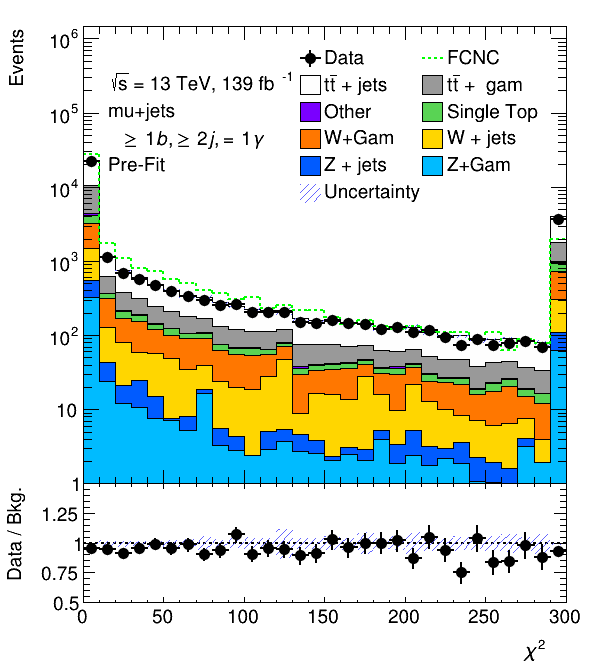 Events
10^6
10^5
10^4
10^3
10^2
10
1
√s = 13 TeV, 139 fb^-1
mu+jets
≥ 1b, ≥ 2j, = 1γ
Pre-Fit
Data
FCNC
tt̄ + jets
tt̄ + gam
Other
Single Top
W+Gam
W + jets
Z + jets
Z+Gam
Uncertainty
Data / Bkg.
1.25
1
0.75
0.5
0 50 100 150 200 250 300
χ^2